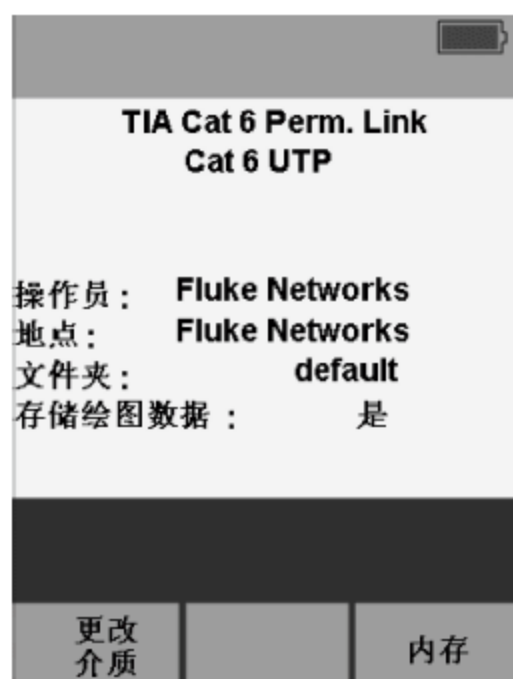 TIA Cat 6 Perm. Link
Cat 6 UTP
操作员： Fluke Networks
地点： Fluke Networks
文件夹： default
存储绘图数据： 是
更改
介质
内存